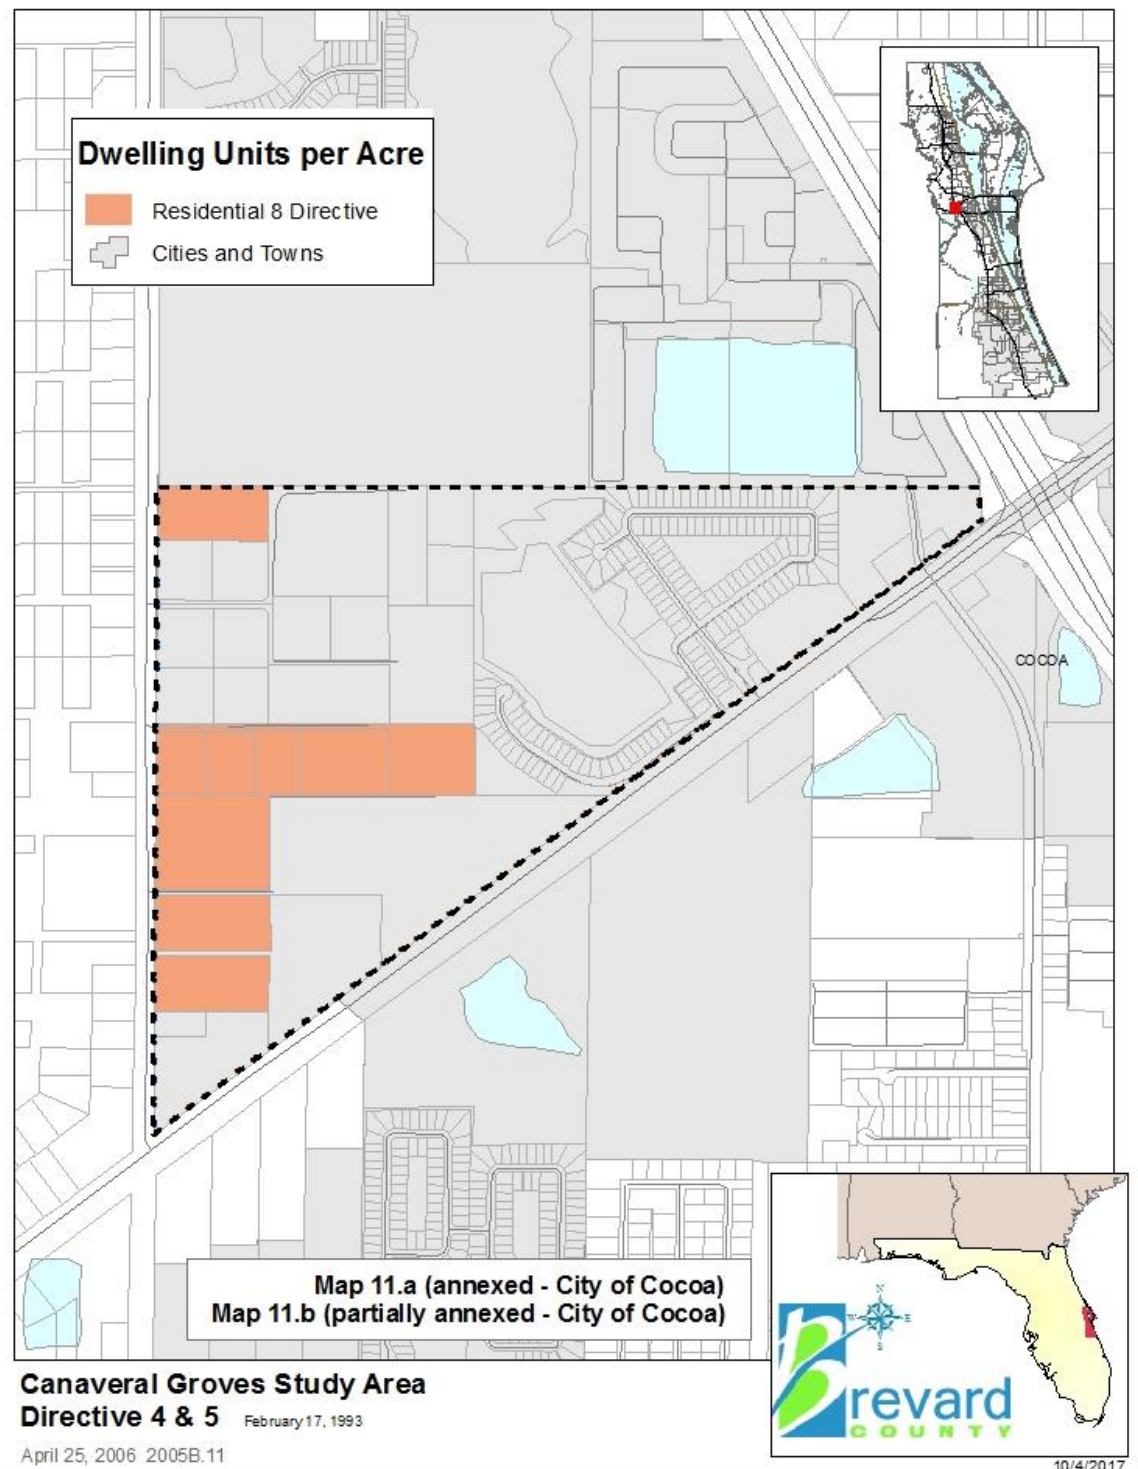 Dwelling Units per Acre
Residential 8 Directive
Cities and Towns
COCOA
Map 11.a (annexed - City of Cocoa)
Map 11.b (partially annexed - City of Cocoa)
N
W E
S
Brevard
COUNTY
Canaveral Groves Study Area
Directive 4 & 5 February 17, 1993
April 25, 2006 2005B.11
10/4/2017